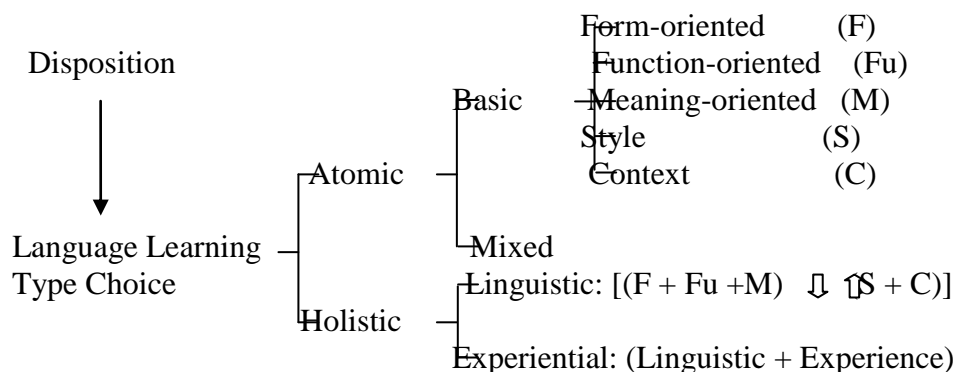 Form-oriented (F)
Disposition
Function-oriented (Fu)
Basic
Meaning-oriented (M)
Style (S)
Atomic
Context (C)
Language Learning
Mixed
Type Choice
Linguistic: [(F + Fu +M) ⇩ ⇧S + C)]
Holistic
Experiential: (Linguistic + Experience)